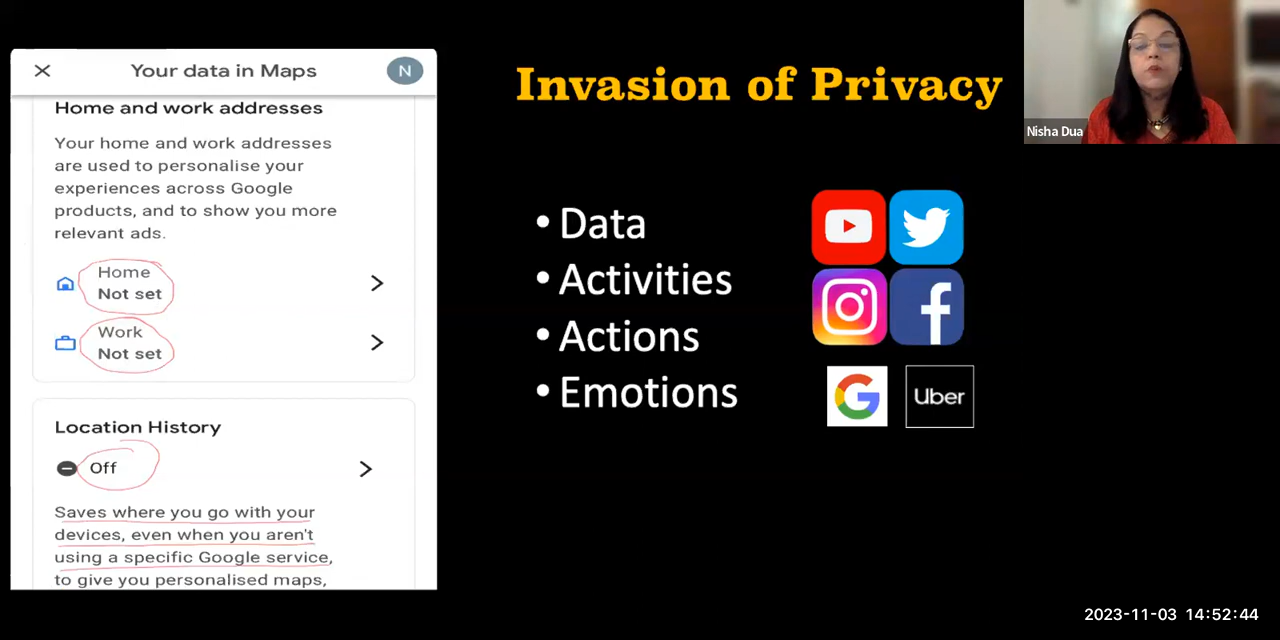 Your data in Maps
N
Home and work addresses
Your home and work addresses
are used to personalise your
experiences across Google
products, and to show you more
relevant ads.
Home
Not set
Work
Not set
Location History
Off
Saves where you go with your
devices, even when you aren't
using a specific Google service,
to give you personalised maps,
Invasion of Privacy
• Data
• Activities
• Actions
• Emotions
Uber
Nisha Dua
2023-11-03 14:52:44